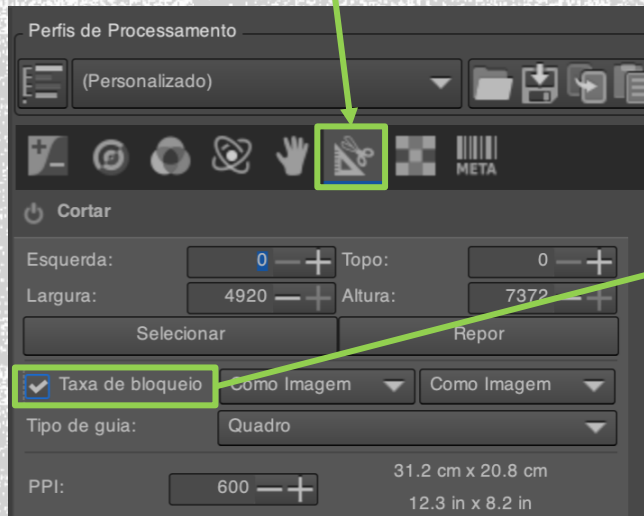 Perfis de Processamento
(Personalizado)
META
Cortar
Esquerda: 0 Topo: 0
Largura: 4920 Altura: 7372
Selecionar Repor
Taxa de bloqueio Como Imagem Como Imagem
Tipo de guia: Quadro
PPI: 600 31.2 cm x 20.8 cm
12.3 in x 8.2 in